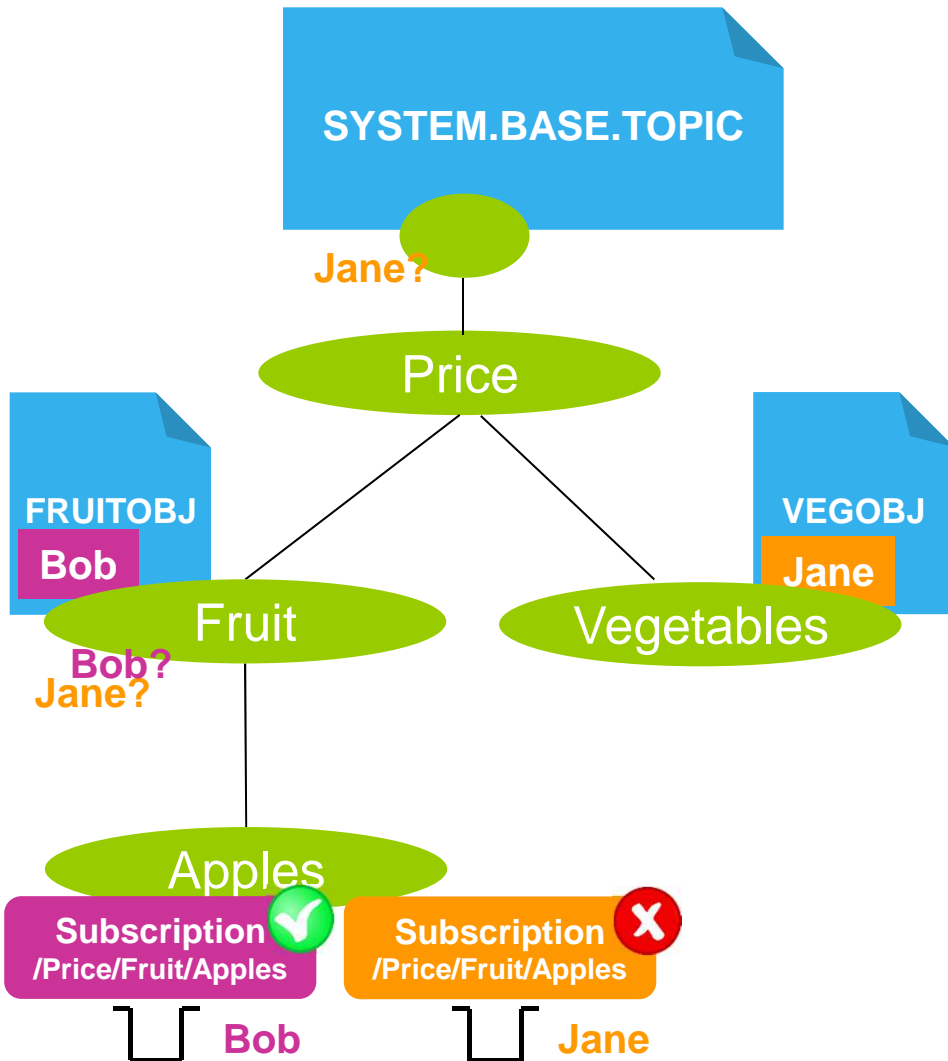 SYSTEM.BASE.TOPIC
Jane?
Price
FRUITOBJ
Bob
VEGOBJ
Jane
Fruit
Vegetables
Bob?
Jane?
Apples
Subscription
/Price/Fruit/Apples
Subscription
/Price/Fruit/Apples
Bob
Jane